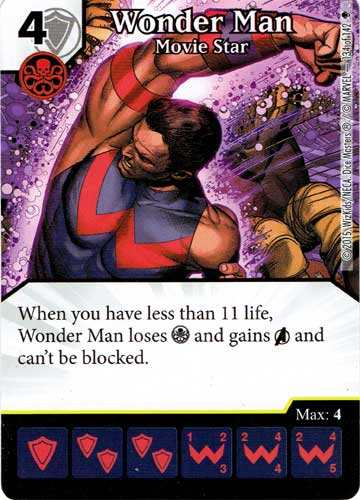 4
Wonder Man
Movie Star
©2015 WizKids/NECA. Dice Masters ® / © MARVEL
When you have less than 11 life,
Wonder Man loses and gains and
can't be blocked.
Max: 4
1 2
3
2 4
4
2 4
5